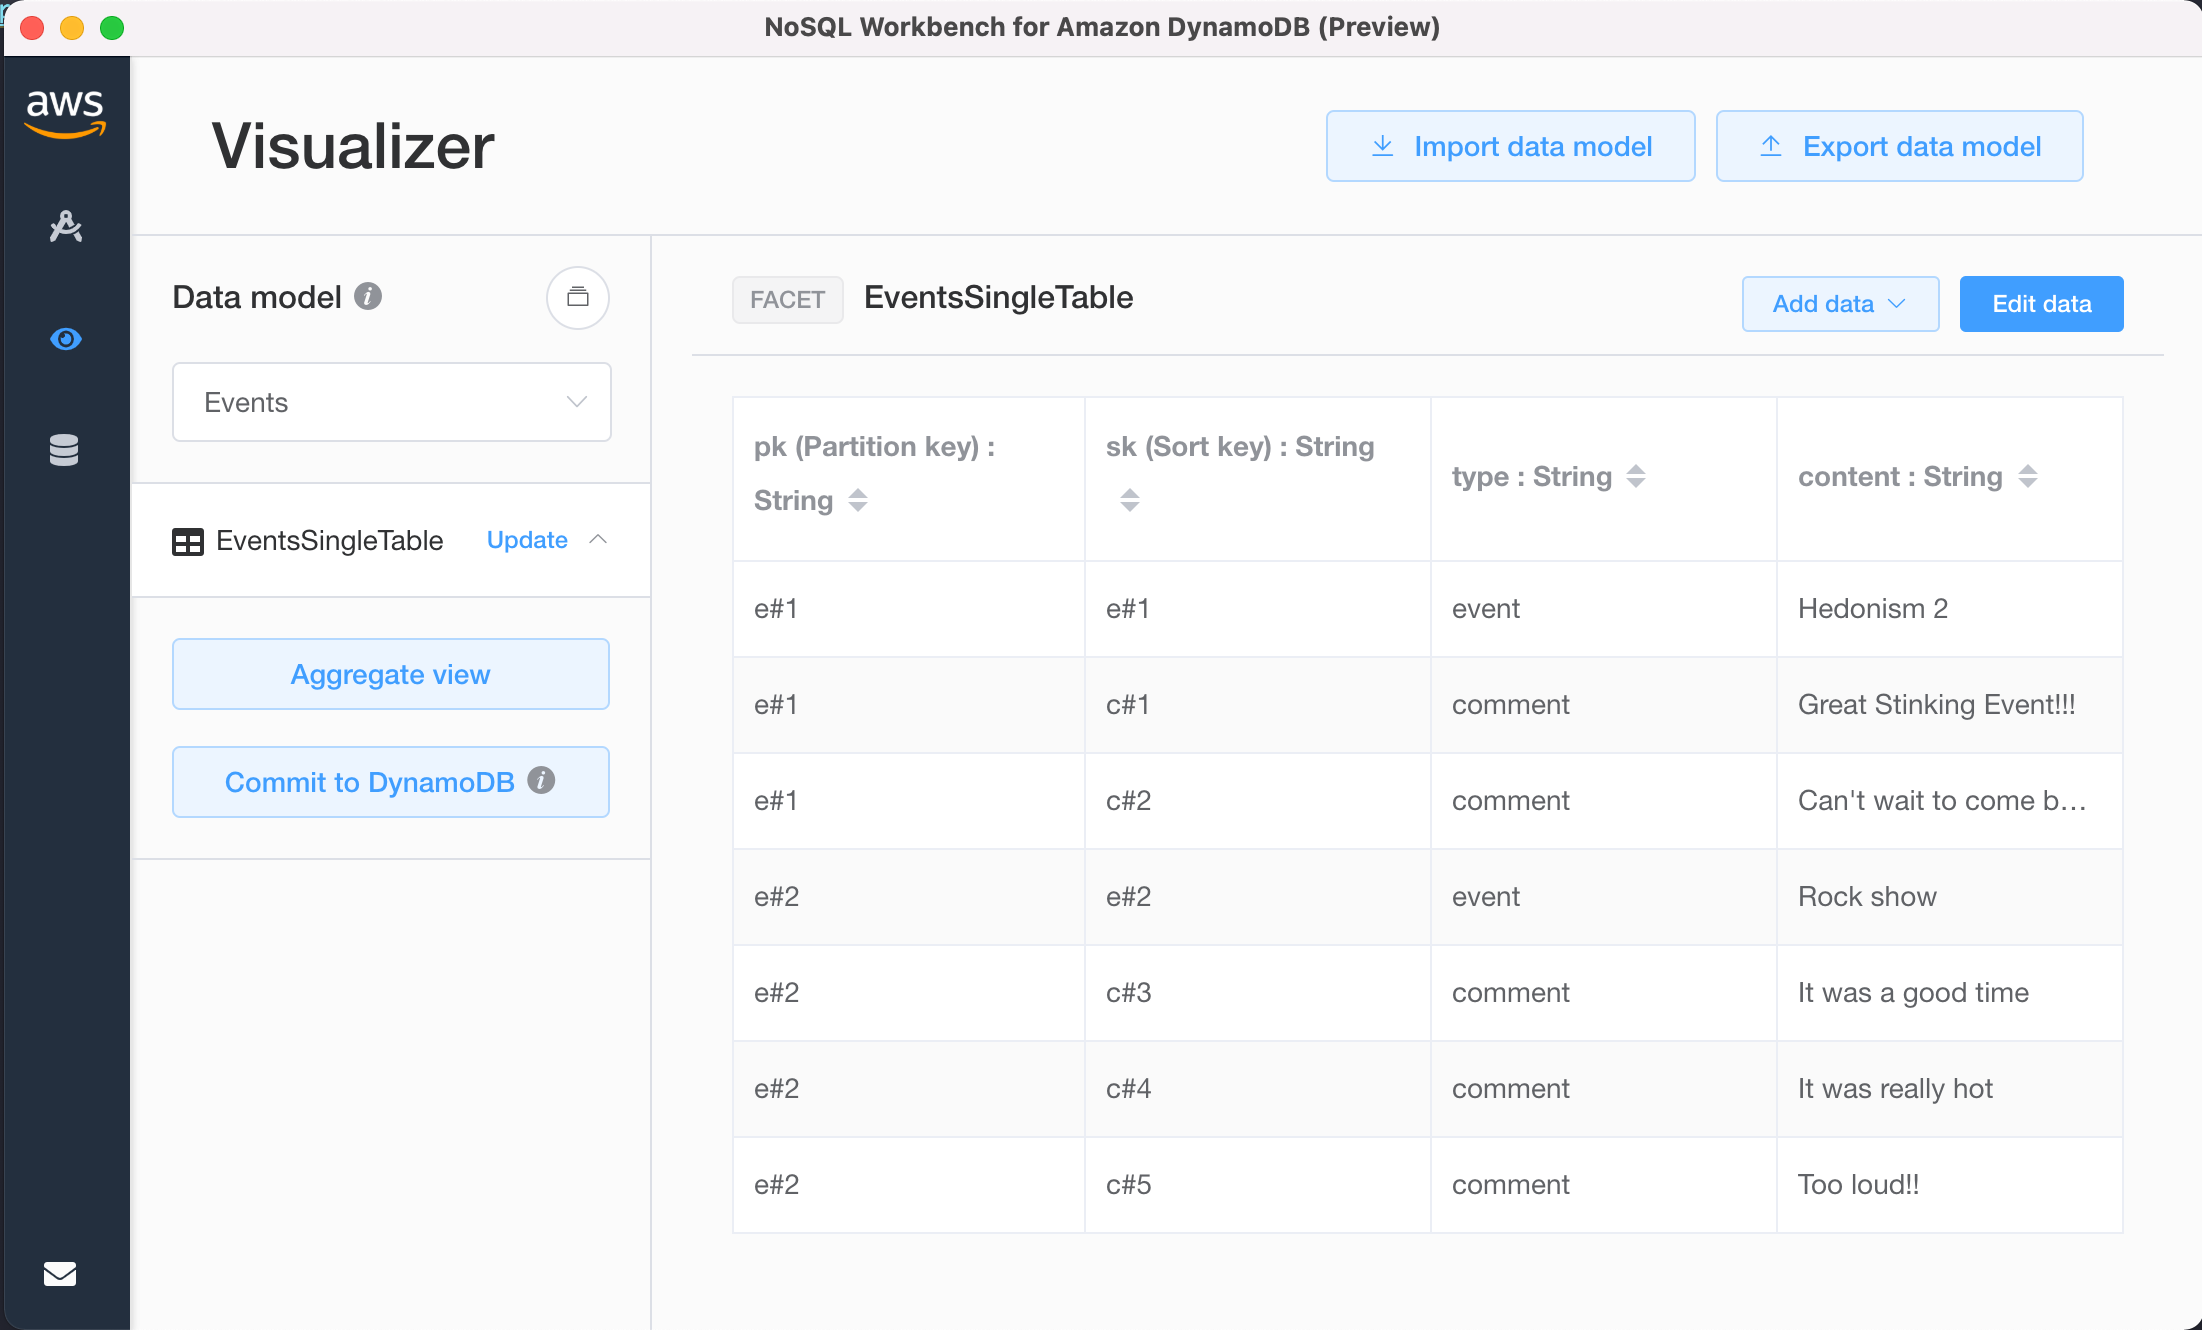 NoSQL Workbench for Amazon DynamoDB (Preview)
aws
Visualizer
Import data model
Export data model
Data model
Events
EventsSingleTable Update
Aggregate view
Commit to DynamoDB
FACET EventsSingleTable
Add data
Edit data
pk (Partition key) :
String
sk (Sort key) : String
type : String
content : String
e#1 e#1 event Hedonism 2
e#1 c#1 comment Great Stinking Event!!!
e#1 c#2 comment Can't wait to come b...
e#2 e#2 event Rock show
e#2 c#3 comment It was a good time
e#2 c#4 comment It was really hot
e#2 c#5 comment Too loud!!